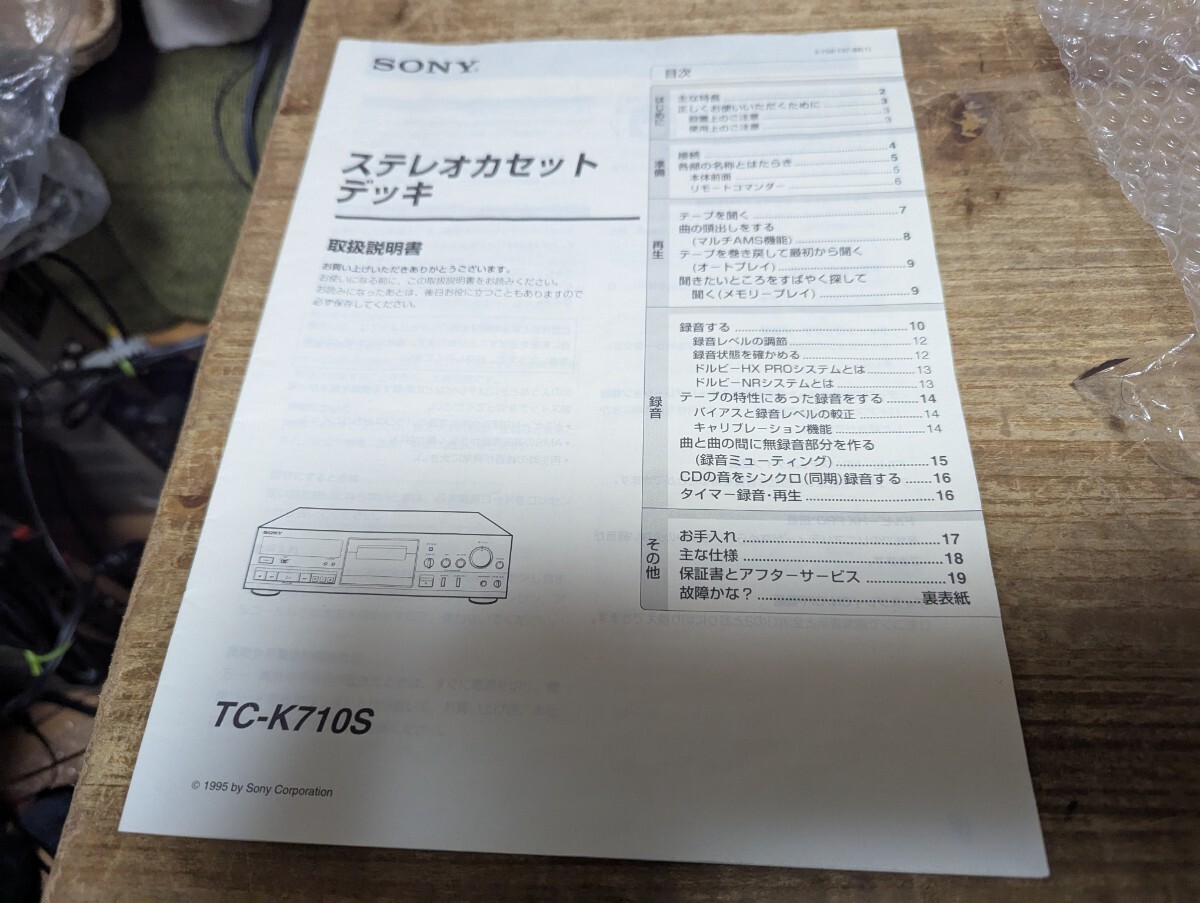 SONY
ステレオカセット
デッキ
取扱説明書
お買い上げいただきありがとうございます。
お使いになる前に、この取扱説明書をお読みください。
お読みになったあとは、後日お役に立つこともありますので
必ず保存してください。
SONY
TC-K710S
© 1995 by Sony Corporation
目次
はじめに
主な特長 2
正しくお使いいただくために 3
設置上のご注意 3
使用上のご注意 3
準備
接続 4
各部の名称とはたらき 5
本体前面 5
リモートコマンダー 6
再生
テープを聞く 7
曲の頭出しをする
(マルチAMS機能) 8
テープを巻き戻して最初から聞く
(オートプレイ) 9
聞きたいところをすばやく探して
聞く(メモリープレイ) 9
録音
録音する 10
録音レベルの調節 12
録音状態を確かめる 12
ドルビーHX PROシステムとは 13
ドルビーNRシステムとは 13
テープの特性にあった録音をする 14
バイアスと録音レベルの較正 14
キャリブレーション機能 14
曲と曲の間に無録音部分を作る
(録音ミューティング) 15
CDの音をシンクロ(同期)録音する 16
タイマー録音・再生 16
その他
お手入れ 17
主な仕様 18
保証書とアフターサービス 19
故障かな? 裏表紙